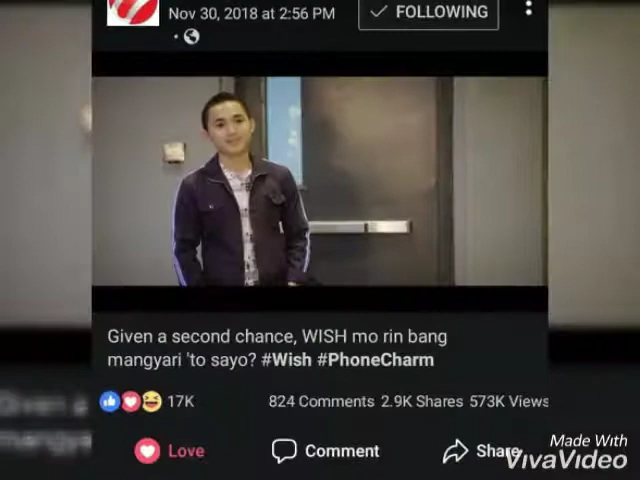 Nov 30, 2018 at 2:56 PM
FOLLOWING
Given a second chance, WISH mo rin bang
mangyari 'to sayo? #Wish #PhoneCharm
17K
824 Comments 2.9K Shares 573K Views
Love
Comment
Share
Made With
VivaVideo